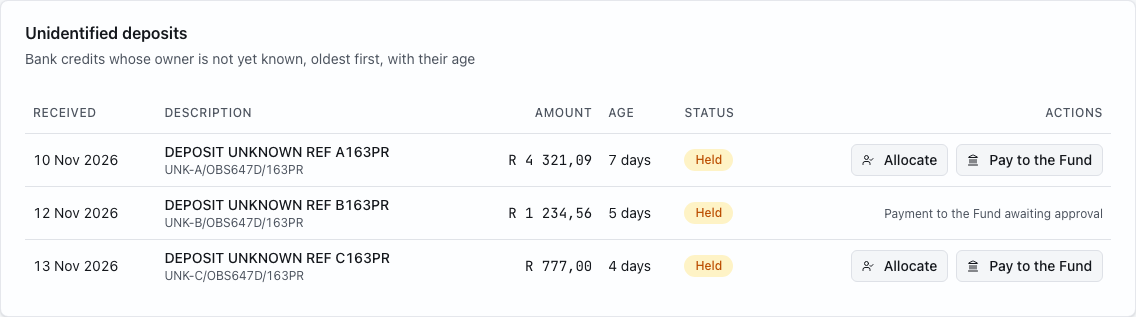 Unidentified deposits
Bank credits whose owner is not yet known, oldest first, with their age
RECEIVED DESCRIPTION AMOUNT AGE STATUS ACTIONS
10 Nov 2026 DEPOSIT UNKNOWN REF A163PR R 4 321,09 7 days Held Allocate Pay to the Fund
UNK-A/OBS647D/163PR
12 Nov 2026 DEPOSIT UNKNOWN REF B163PR R 1 234,56 5 days Held Payment to the Fund awaiting approval
UNK-B/OBS647D/163PR
13 Nov 2026 DEPOSIT UNKNOWN REF C163PR R 777,00 4 days Held Allocate Pay to the Fund
UNK-C/OBS647D/163PR